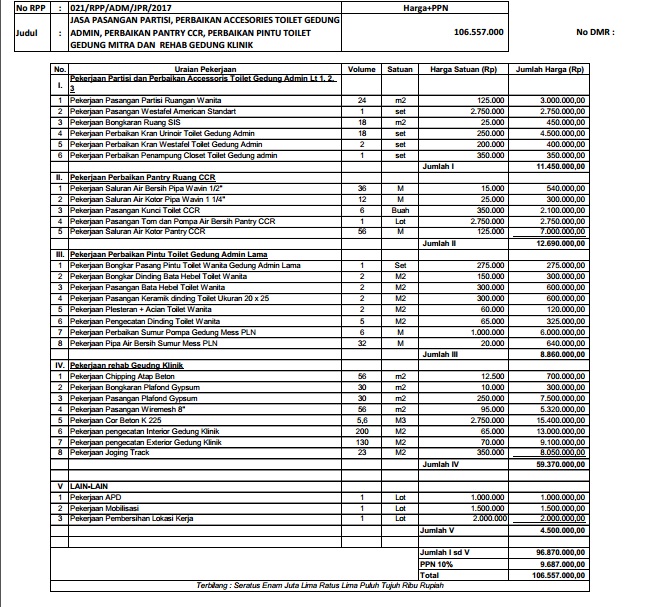 No RPP : 021/RPP/ADM/JPR/2017 Harga+PPN
Judul : JASA PASANGAN PARTISI, PERBAIKAN ACCESORIES TOILET GEDUNG
ADMIN, PERBAIKAN PANTRY CCR, PERBAIKAN PINTU TOILET 106.557.000 No DMR :
GEDUNG MITRA DAN REHAB GEDUNG KLINIK
No. Uraian Pekerjaan Volume Satuan Harga Satuan (Rp) Jumlah Harga (Rp)
I. Pekerjaan Partisi dan Perbaikan Accessoris Toilet Gedung Admin Lt 1, 2,
3
1 Pekerjaan Pasangan Partisi Ruangan Wanita 24 m2 125.000 3.000.000,00
2 Pekerjaan Pasangan Westafel American Standart 1 set 2.750.000 2.750.000,00
3 Pekerjaan Bongkaran Ruang SIS 18 m2 25.000 450.000,00
4 Pekerjaan Perbaikan Kran Urinoir Toilet Gedung Admin 18 set 250.000 4.500.000,00
5 Pekerjaan Perbaikan Kran Westafel Toilet Gedung Admin 2 set 200.000 400.000,00
6 Pekerjaan Perbaikan Penampung Closet Toilet Gedung admin 1 set 350.000 350.000,00
Jumlah I 11.450.000,00
II. Pekerjaan Perbaikan Pantry Ruang CCR
1 Pekerjaan Saluran Air Bersih Pipa Wavin 1/2" 36 M 15.000 540.000,00
2 Pekerjaan Saluran Air Kotor Pipa Wavin 1 1/4" 12 M 25.000 300.000,00
3 Pekerjaan Pasangan Kunci Toilet CCR 6 Buah 350.000 2.100.000,00
4 Pekerjaan Pasangan Torn dan Pompa Air Bersih Pantry CCR 1 Lot 2.750.000 2.750.000,00
5 Pekerjaan Saluran Air Kotor Pantry CCR 56 M 125.000 7.000.000,00
Jumlah II 12.690.000,00
III. Pekerjaan Perbaikan Pintu Toilet Gedung Admin Lama
1 Pekerjaan Bongkar Pasang Pintu Toilet Wanita Gedung Admin Lama 1 Set 275.000 275.000,00
2 Pekerjaan Bongkar Dinding Bata Hebel Toilet Wanita 2 M2 150.000 300.000,00
3 Pekerjaan Pasangan Bata Hebel Toilet Wanita 2 M2 300.000 600.000,00
4 Pekerjaan Pasangan Keramik dinding Toilet Ukuran 20 x 25 2 M2 300.000 600.000,00
5 Pekerjaan Plesteran + Acian Toilet Wanita 2 M2 60.000 120.000,00
6 Pekerjaan Pengecatan Dinding Toilet Wanita 5 M2 65.000 325.000,00
7 Pekerjaan Perbaikan Sumur Pompa Gedung Mess PLN 6 M 1.000.000 6.000.000,00
8 Pekerjaan Pipa Air Bersih Sumur Mess PLN 32 M 20.000 640.000,00
Jumlah III 8.860.000,00
IV. Pekerjaan rehab Geudng Klinik
1 Pekerjaan Chipping Atap Beton 56 m2 12.500 700.000,00
2 Pekerjaan Bongkaran Plafond Gypsum 30 m2 10.000 300.000,00
3 Pekerjaan Pasangan Plafond Gypsum 30 m2 250.000 7.500.000,00
4 Pekerjaan Pasangan Wiremesh 8" 56 m2 95.000 5.320.000,00
5 Pekerjaan Cor Beton K 225 5,6 M3 2.750.000 15.400.000,00
6 Pekerjaan pengecatan Interior Gedung Klinik 200 M2 65.000 13.000.000,00
7 Pekerjaan pengecatan Exterior Gedung Klinik 130 M2 70.000 9.100.000,00
8 Pekerjaan Joging Track 23 M2 350.000 8.050.000,00
Jumlah IV 59.370.000,00
V LAIN-LAIN
1 Pekerjaan APD 1 Lot 1.000.000 1.000.000,00
2 Pekerjaan Mobilisasi 1 Lot 1.500.000 1.500.000,00
3 Pekerjaan Pembersihan Lokasi Kerja 1 Lot 2.000.000 2.000.000,00
Jumlah V 4.500.000,00
Jumlah I sd V 96.870.000,00
PPN 10% 9.687.000,00
Total 106.557.000,00
Terbilang : Seratus Enam Juta Lima Ratus Lima Puluh Tujuh Ribu Rupiah